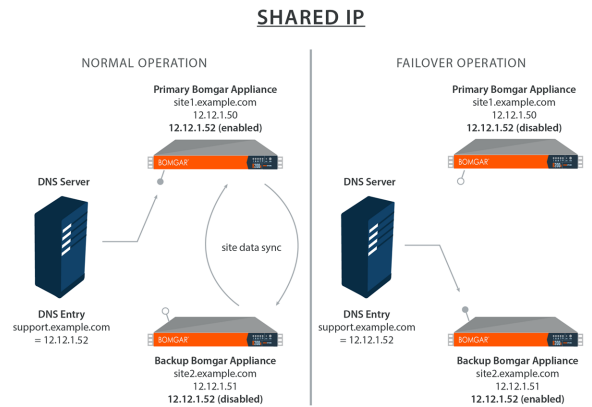 SHARED IP
NORMAL OPERATION
Primary Bomgar Appliance
site1.example.com
12.12.1.50
12.12.1.52 (enabled)
BOMGAR
DNS Server
site data sync
DNS Entry
support.example.com
= 12.12.1.52
BOMGAR
Backup Bomgar Appliance
site2.example.com
12.12.1.51
12.12.1.52 (disabled)
FAILOVER OPERATION
Primary Bomgar Appliance
site1.example.com
12.12.1.50
12.12.1.52 (disabled)
BOMGAR
DNS Server
DNS Entry
support.example.com
= 12.12.1.52
BOMGAR
Backup Bomgar Appliance
site2.example.com
12.12.1.51
12.12.1.52 (enabled)